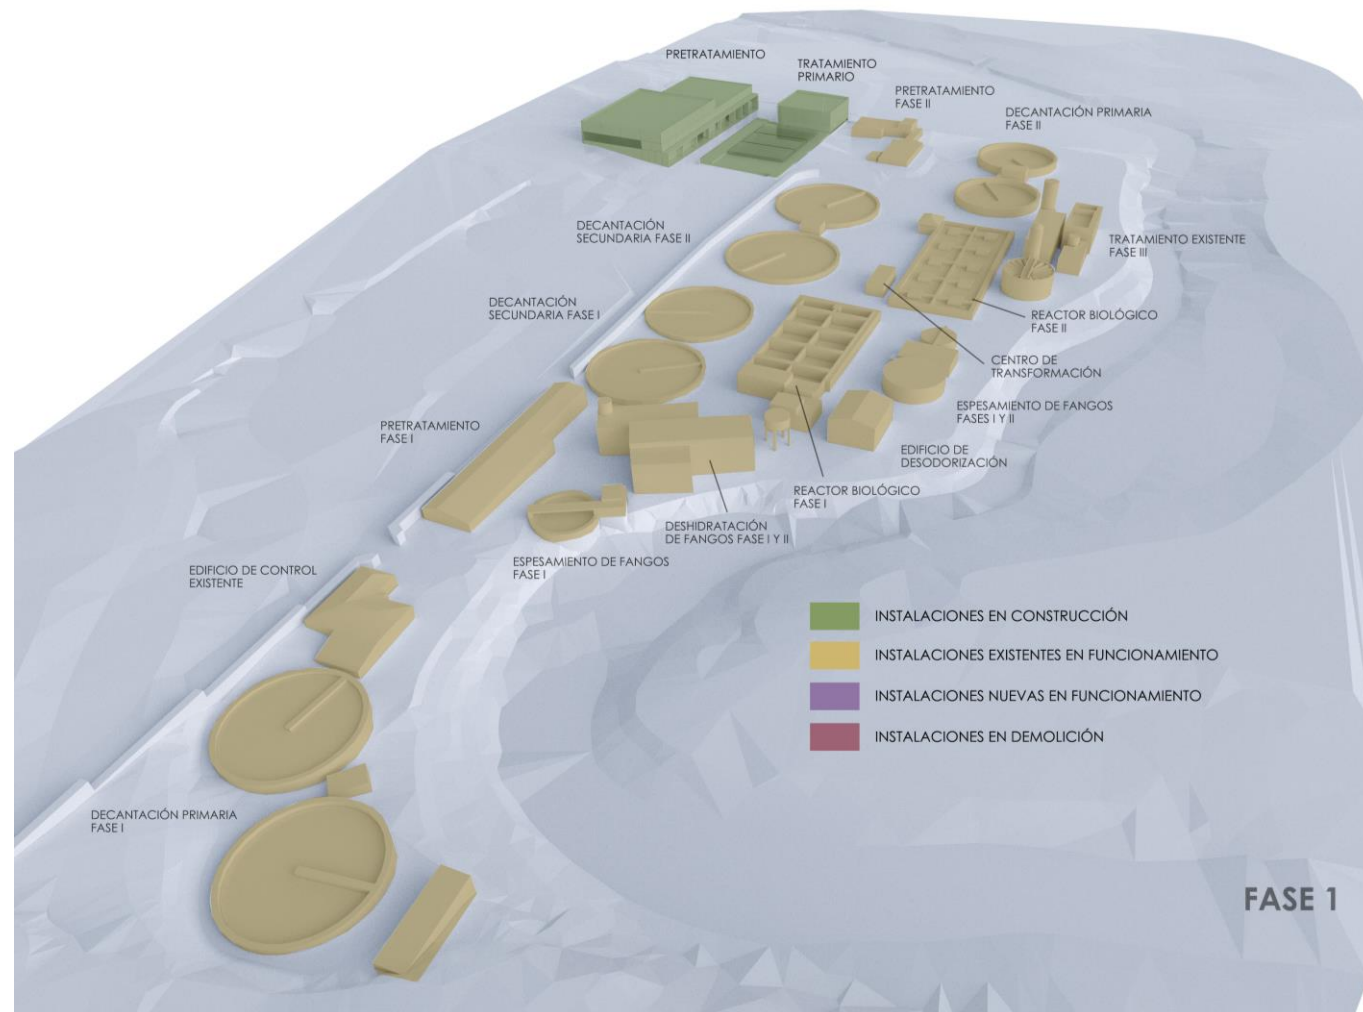 PRETRATAMIENTO
TRATAMIENTO
PRIMARIO
PRETRATAMIENTO
FASE II
DECANTACIÓN PRIMARIA
FASE II
DECANTACIÓN
SECUNDARIA FASE II
TRATAMIENTO EXISTENTE
FASE III
DECANTACIÓN
SECUNDARIA FASE I
REACTOR BIOLÓGICO
FASE II
CENTRO DE
TRANSFORMACIÓN
ESPESAMIENTO DE FANGOS
FASES I Y II
PRETRATAMIENTO
FASE I
EDIFICIO DE
DESODORIZACIÓN
REACTOR BIOLÓGICO
FASE I
DESHIDRATACIÓN
DE FANGOS FASE I Y II
ESPESAMIENTO DE FANGOS
FASE I
EDIFICIO DE CONTROL
EXISTENTE
INSTALACIONES EN CONSTRUCCIÓN
INSTALACIONES EXISTENTES EN FUNCIONAMIENTO
INSTALACIONES NUEVAS EN FUNCIONAMIENTO
INSTALACIONES EN DEMOLICIÓN
DECANTACIÓN PRIMARIA
FASE I
FASE 1